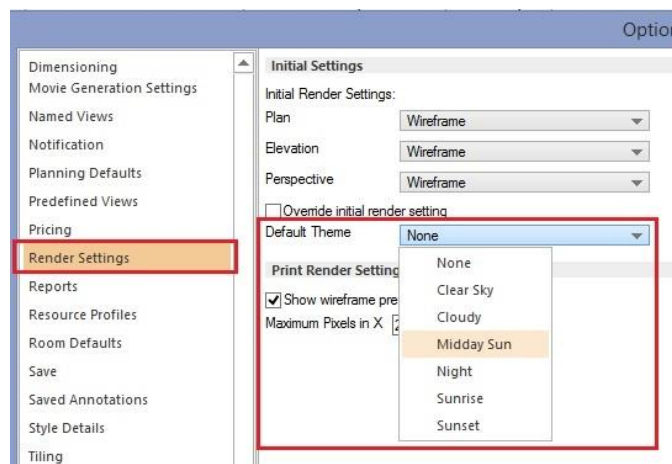 Option
Dimensioning
Movie Generation Settings
Named Views
Notification
Planning Defaults
Predefined Views
Pricing
Render Settings
Reports
Resource Profiles
Room Defaults
Save
Saved Annotations
Style Details
Tiling
Initial Settings
Initial Render Settings:
Plan Wireframe
Elevation Wireframe
Perspective Wireframe
Override initial render setting
Default Theme None
None
Clear Sky
Cloudy
Midday Sun
Night
Sunrise
Sunset
Print Render Setting
Show wireframe pre
Maximum Pixels in X